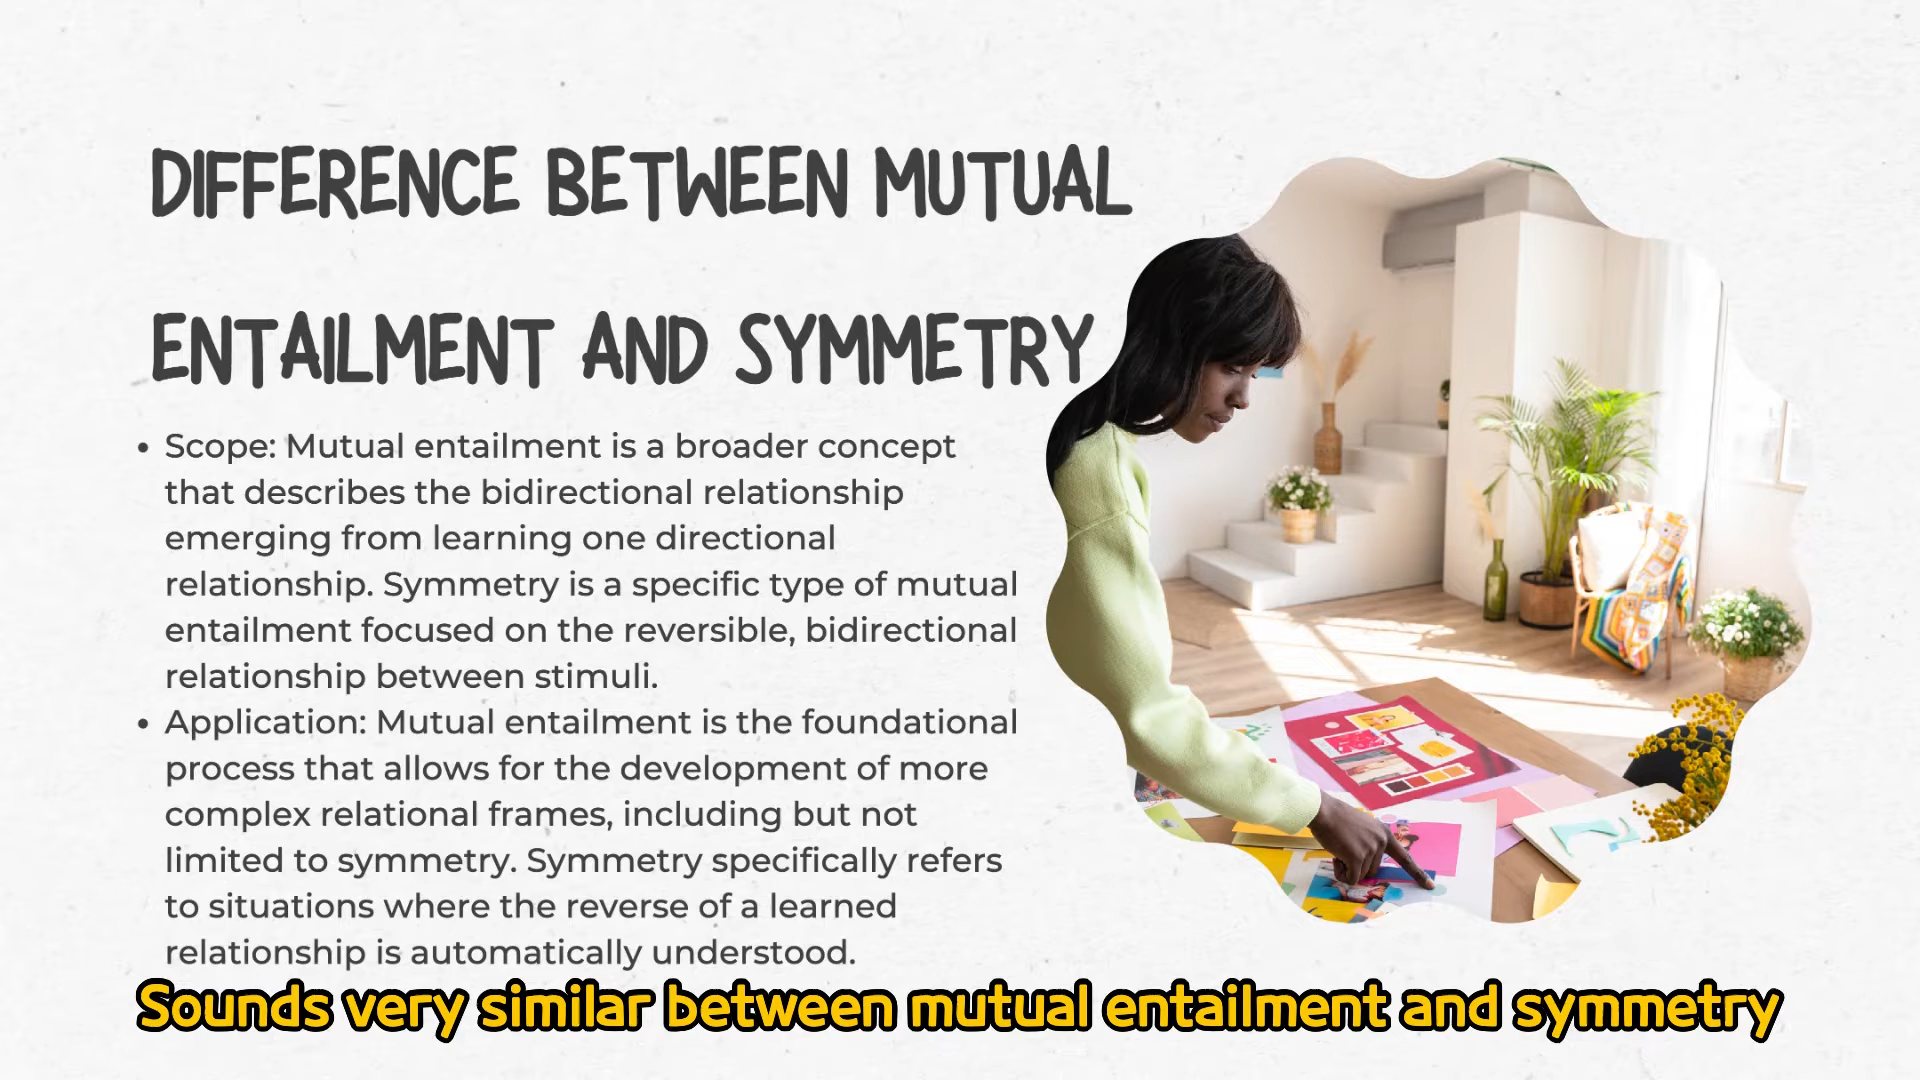 DIFFERENCE BETWEEN MUTUAL
ENTAILMENT AND SYMMETRY
• Scope: Mutual entailment is a broader concept
that describes the bidirectional relationship
emerging from learning one directional
relationship. Symmetry is a specific type of mutual
entailment focused on the reversible, bidirectional
relationship between stimuli.
• Application: Mutual entailment is the foundational
process that allows for the development of more
complex relational frames, including but not
limited to symmetry. Symmetry specifically refers
to situations where the reverse of a learned
relationship is automatically understood.
Sounds very similar between mutual entailment and symmetry